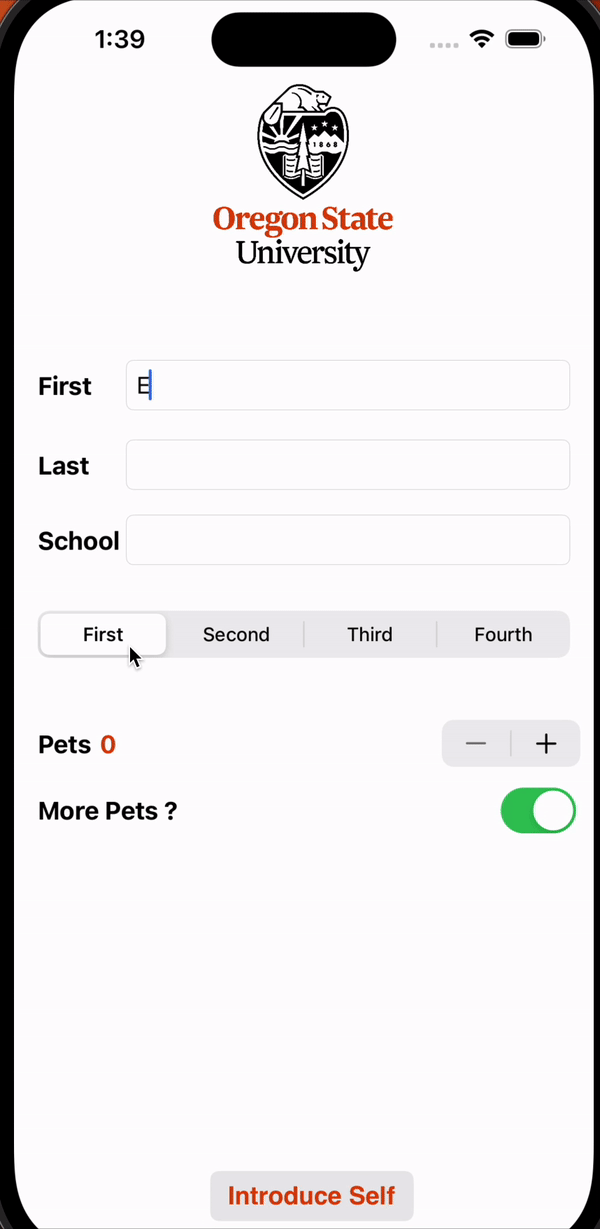 1:39
1868
Oregon State
University
First E
Last
School
First Second Third Fourth
Pets 0 − +
More Pets ?
Introduce Self